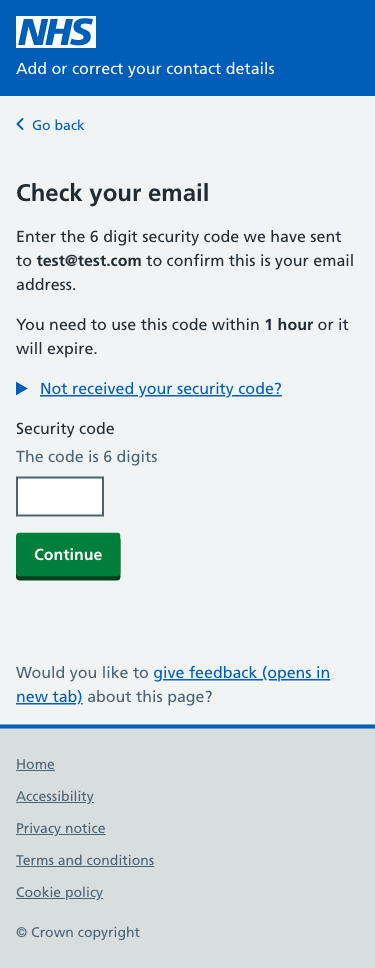 NHS
Add or correct your contact details
Go back
Check your email
Enter the 6 digit security code we have sent
to test@test.com to confirm this is your email
address.
You need to use this code within 1 hour or it
will expire.
Not received your security code?
Security code
The code is 6 digits
Continue
Would you like to give feedback (opens in
new tab) about this page?
Home
Accessibility
Privacy notice
Terms and conditions
Cookie policy
© Crown copyright